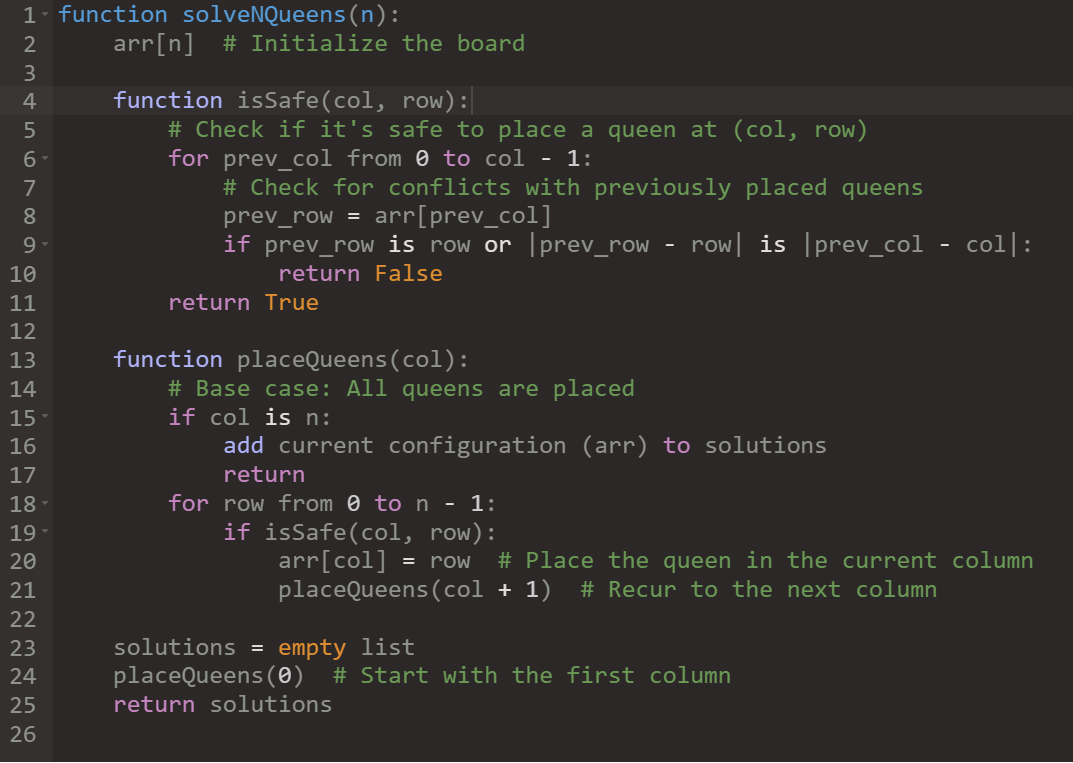 1 function solveNQueens(n):
2     arr[n]  # Initialize the board
3
4     function isSafe(col, row):
5         # Check if it's safe to place a queen at (col, row)
6         for prev_col from 0 to col - 1:
7             # Check for conflicts with previously placed queens
8             prev_row = arr[prev_col]
9             if prev_row is row or |prev_row - row| is |prev_col - col|:
10                 return False
11         return True
12
13     function placeQueens(col):
14         # Base case: All queens are placed
15         if col is n:
16             add current configuration (arr) to solutions
17             return
18         for row from 0 to n - 1:
19             if isSafe(col, row):
20                 arr[col] = row  # Place the queen in the current column
21                 placeQueens(col + 1)  # Recur to the next column
22
23     solutions = empty list
24     placeQueens(0)  # Start with the first column
25     return solutions
26